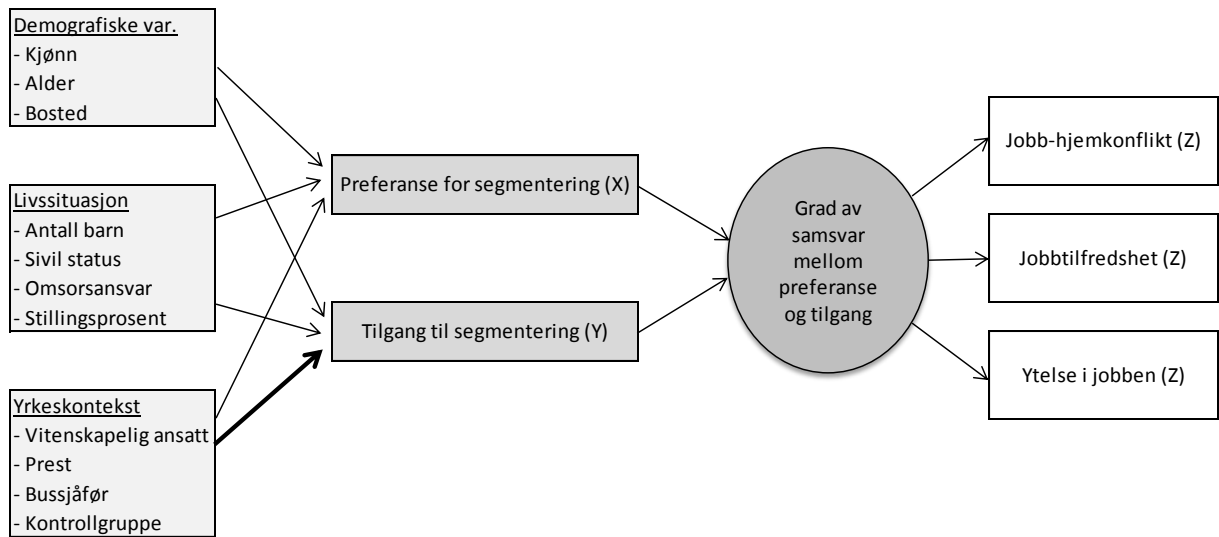 Demografiske var.
- Kjønn
- Alder
- Bosted
Livssituasjon
- Antall barn
- Sivil status
- Omsorsansvar
- Stillingsprosent
Yrkeskontekst
- Vitenskapelig ansatt
- Prest
- Bussjåfør
- Kontrollgruppe
Preferanse for segmentering (X)
Tilgang til segmentering (Y)
Grad av
samsvar
mellom
preferanse
og tilgang
Jobb-hjemkonflikt (Z)
Jobbtilfredshet (Z)
Ytelse i jobben (Z)